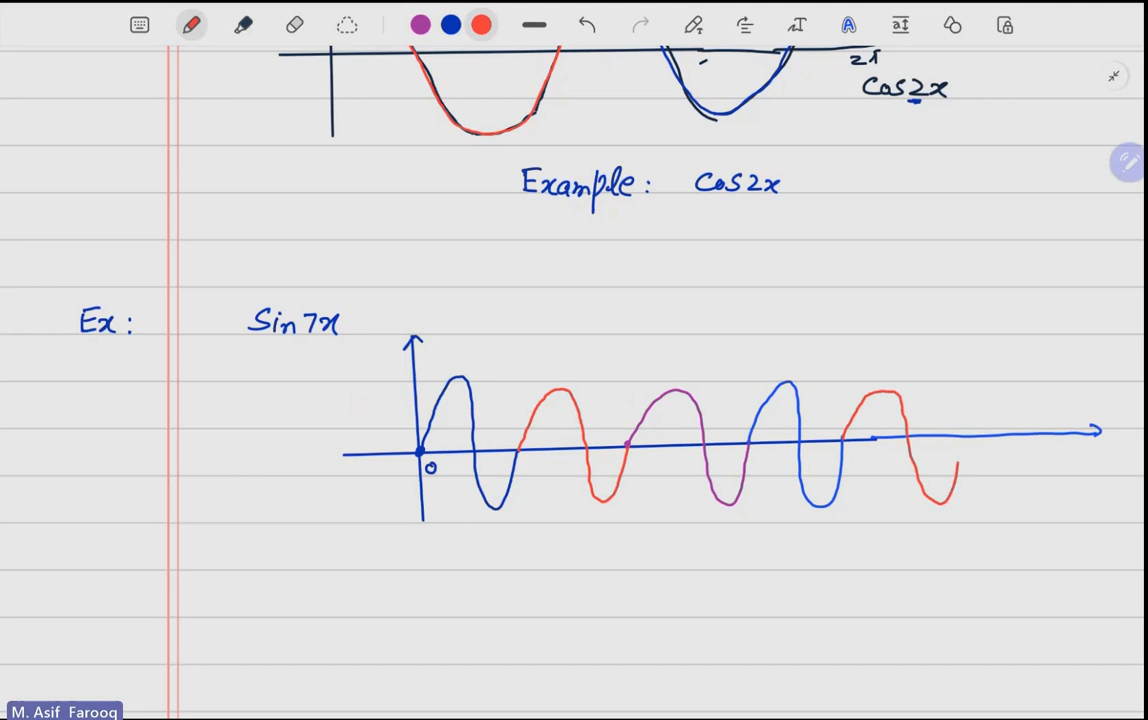 2π
Cos2x
Example: Cos2x
Ex: Sin7x
0
M. Asif Farooq